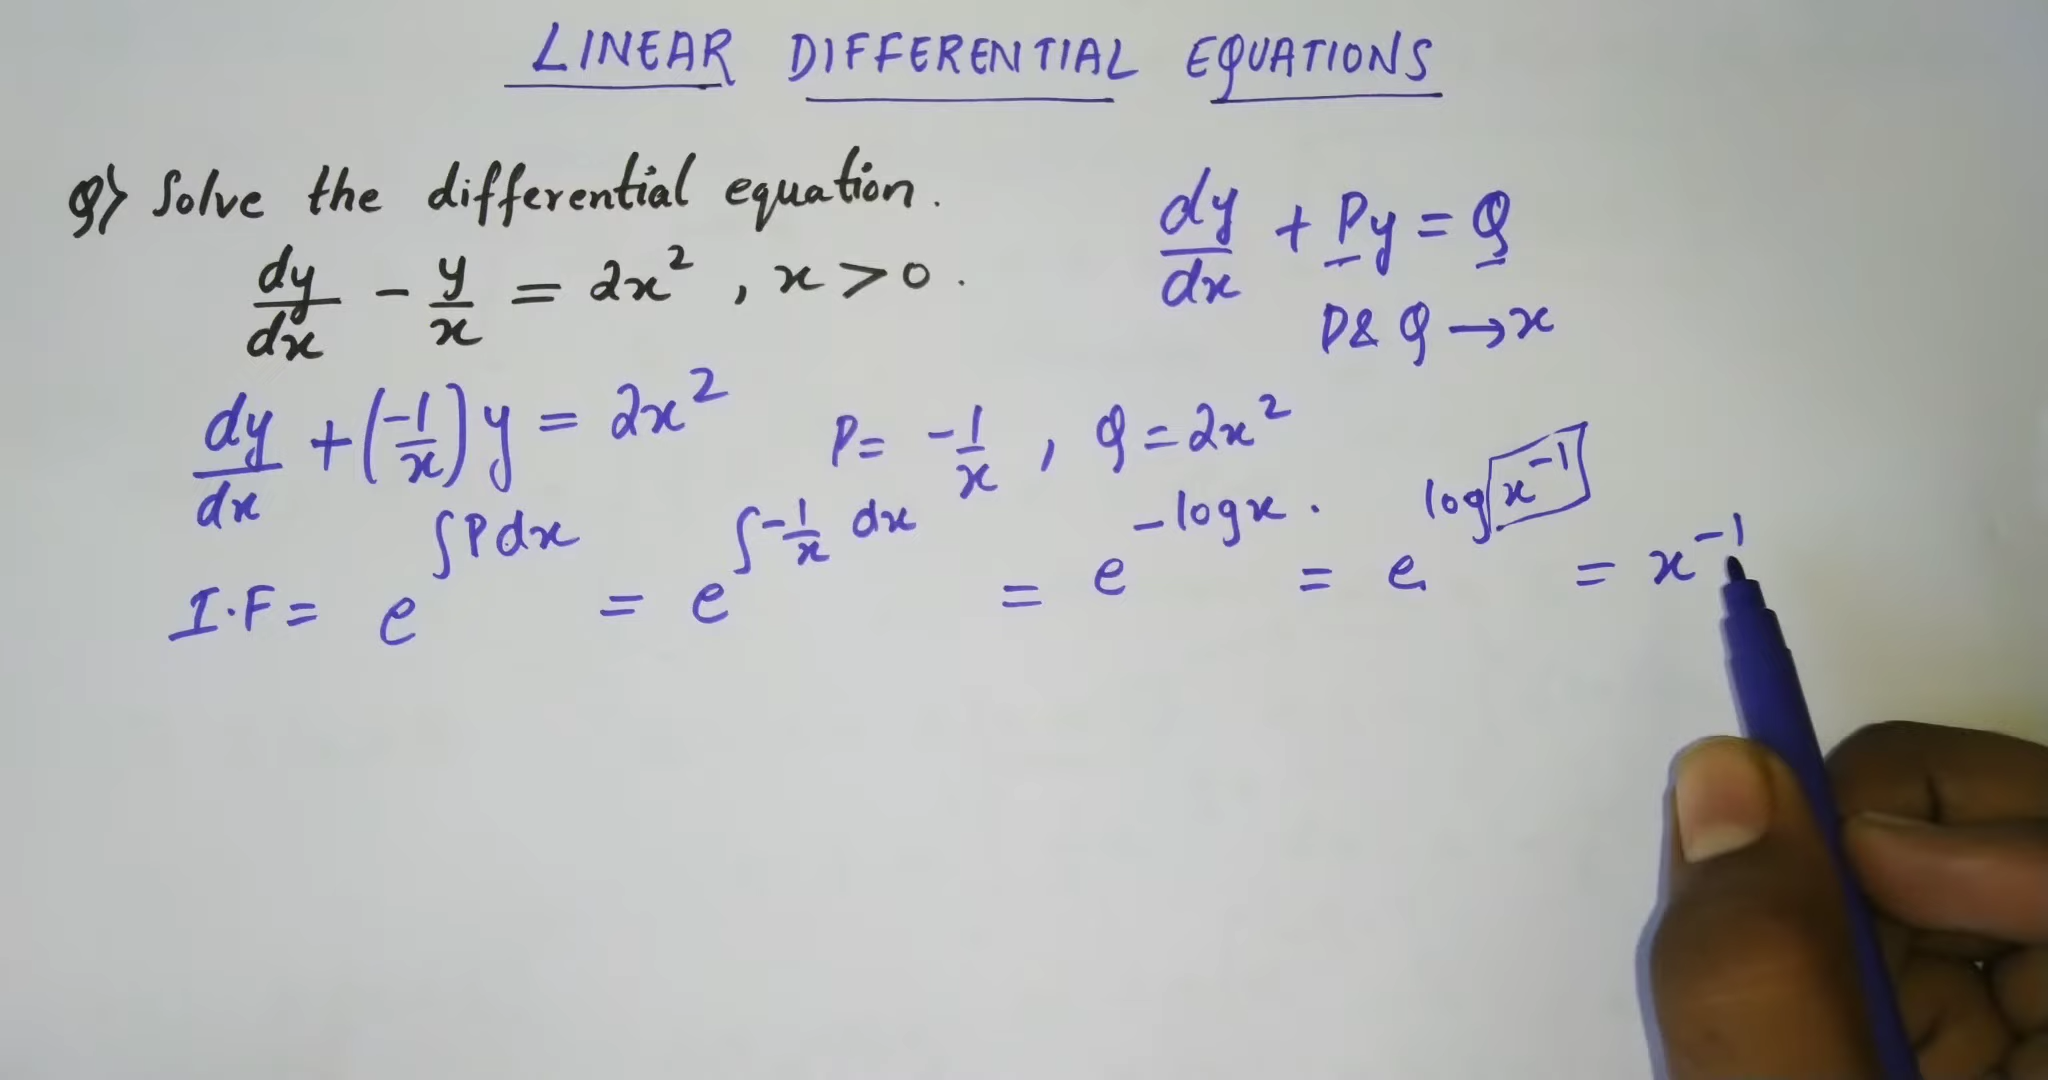 LINEAR DIFFERENTIAL EQUATIONS
Q) Solve the differential equation.
dy/dx - y/x = 2x², x > 0.
dy/dx + Py = Q
P & Q → x
dy/dx + (-1/x) y = 2x²
P = -1/x, Q = 2x²
I.F = e^(∫Pdx) = e^(∫-1/x dx) = e^(-log x). = e^(log x⁻¹) = x⁻¹